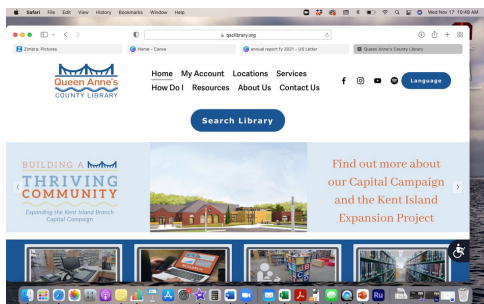 Safari File Edit View History Bookmarks Window Help
Wed Nov 17 10:48 AM
qaclibrary.org
Zimbra: Pictures
Home - Canva
annual report fy 2021 - US Letter
Queen Anne's County Library
Queen Anne's
COUNTY LIBRARY
Home My Account Locations Services
How Do I Resources About Us Contact Us
Language
Search Library
BUILDING A
THRIVING
COMMUNITY
Expanding the Kent Island Branch
Capital Campaign
Find out more about
our Capital Campaign
and the Kent Island
Expansion Project
RESEARCH
Ru